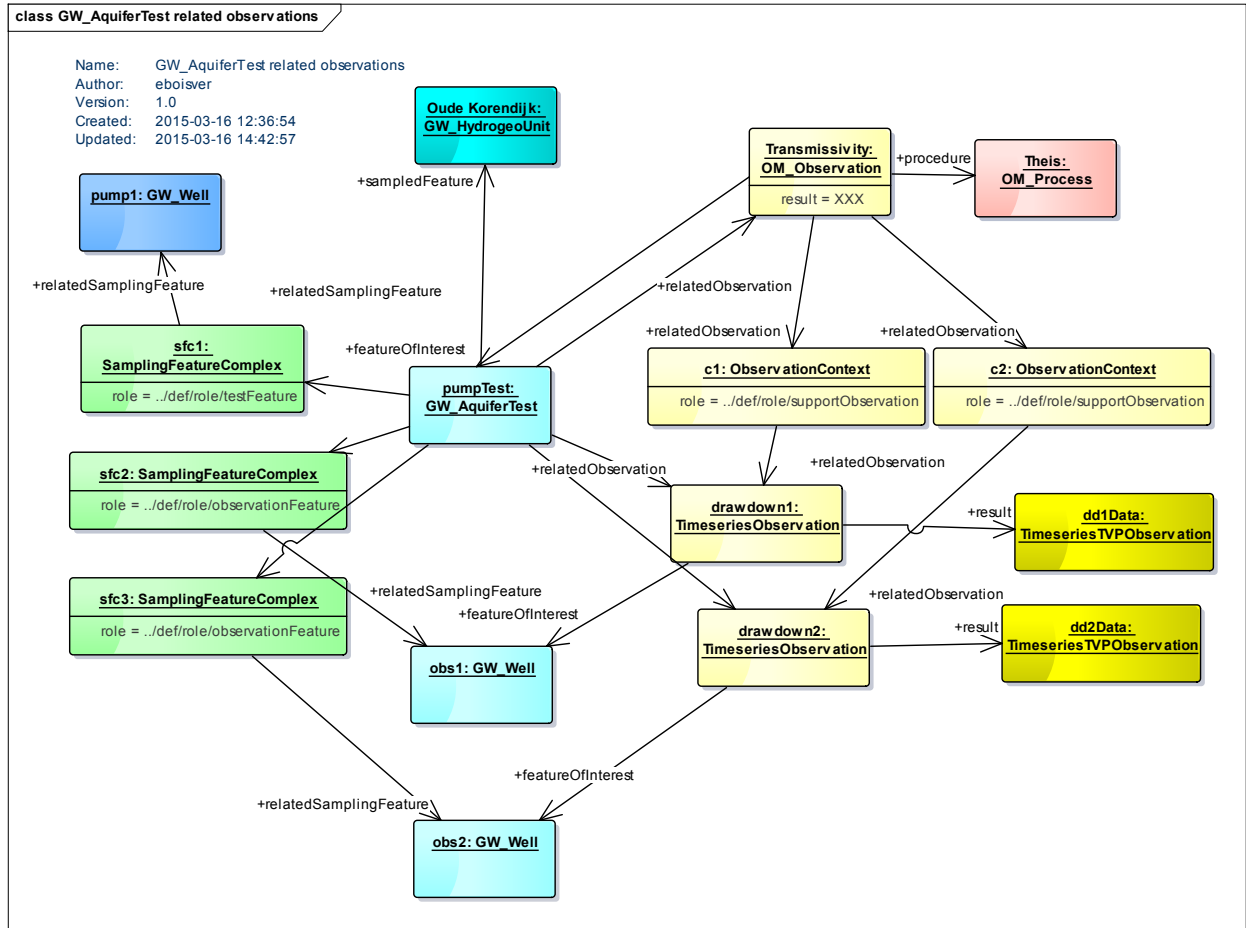 class GW_AquiferTest related observations
Name: GW_AquiferTest related observations
Author: eboisver
Version: 1.0
Created: 2015-03-16 12:36:54
Updated: 2015-03-16 14:42:57
Oude Korendijk:
GW_HydrogeoUnit
Transmissivity:
OM_Observation
result = XXX
+procedure
Theis:
OM_Process
+sampledFeature
pump1: GW_Well
+relatedSamplingFeature
+relatedSamplingFeature
+relatedObservation
+relatedObservation
+relatedObservation
+featureOfInterest
sfc1:
SamplingFeatureComplex
role = ../def/role/testFeature
pumpTest:
GW_AquiferTest
c1: ObservationContext
role = ../def/role/supportObservation
c2: ObservationContext
role = ../def/role/supportObservation
sfc2: SamplingFeatureComplex
role = ../def/role/observationFeature
+relatedObservation
+relatedObservation
drawdown1:
TimeseriesObservation
+result
dd1Data:
TimeseriesTVPObservation
sfc3: SamplingFeatureComplex
role = ../def/role/observationFeature
+relatedSamplingFeature
+featureOfInterest
+relatedObservation
drawdown2:
TimeseriesObservation
+result
dd2Data:
TimeseriesTVPObservation
obs1: GW_Well
+featureOfInterest
+relatedSamplingFeature
obs2: GW_Well